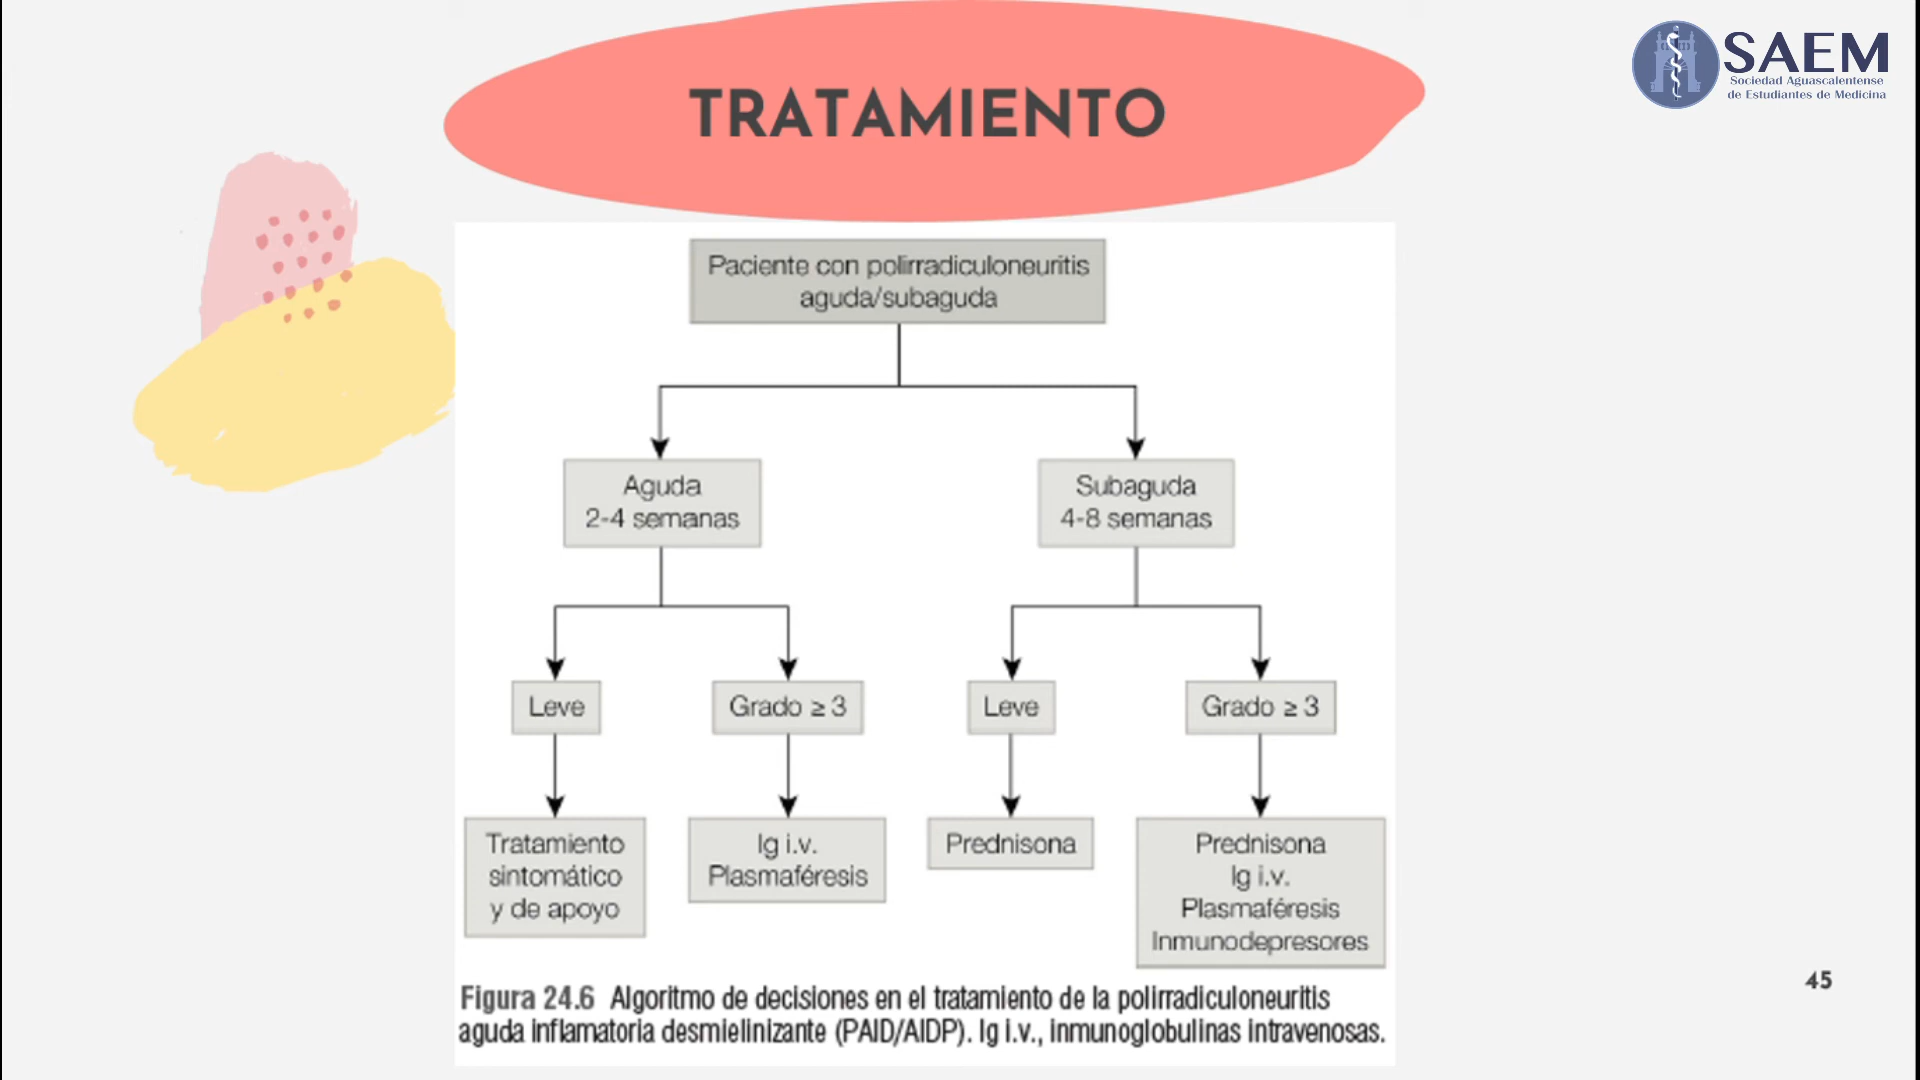 SAEM
Sociedad Aguascalentense
de Estudiantes de Medicina
TRATAMIENTO
Paciente con polirradiculoneuritis
aguda/subaguda
Aguda
2-4 semanas
Subaguda
4-8 semanas
Leve
Grado ≥ 3
Leve
Grado ≥ 3
Tratamiento
sintomático
y de apoyo
Ig i.v.
Plasmaféresis
Prednisona
Prednisona
Ig i.v.
Plasmaféresis
Inmunodepresores
Figura 24.6 Algoritmo de decisiones en el tratamiento de la polirradiculoneuritis
aguda inflamatoria desmielinizante (PAID/AIDP). Ig i.v., inmunoglobulinas intravenosas.
45